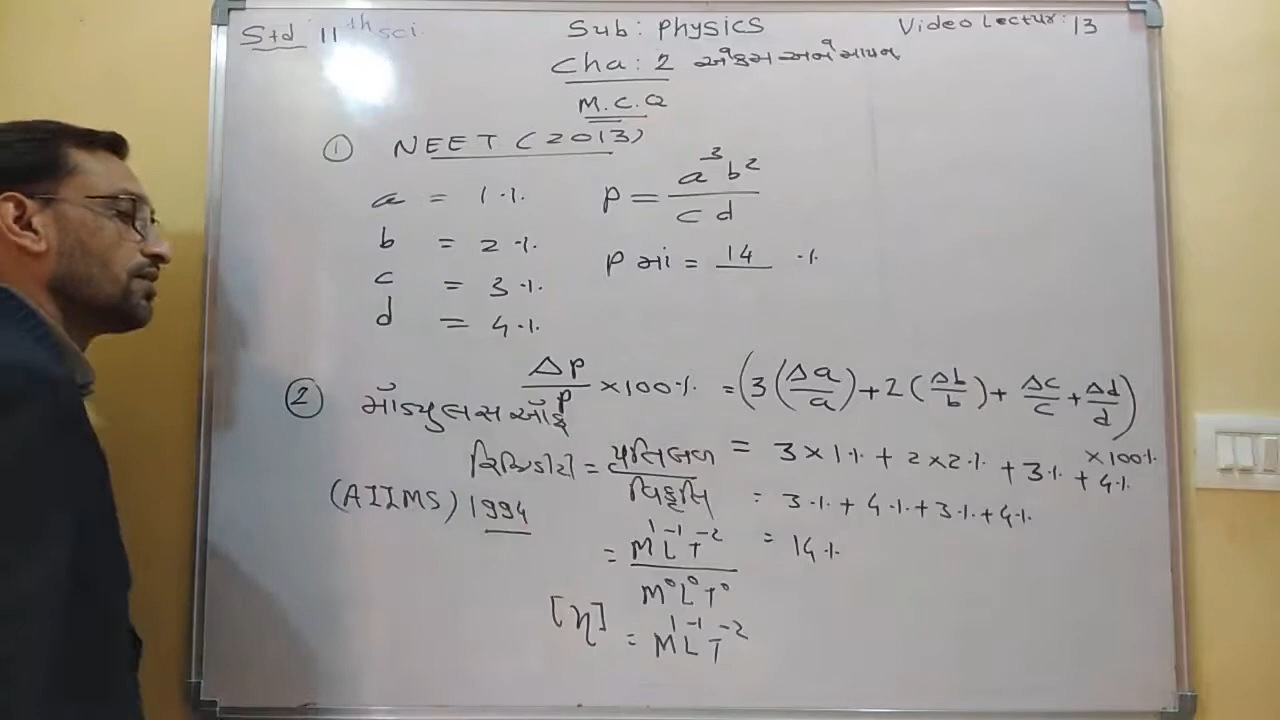 Std 11th sci. Sub: Physics Video Lectur: 13
Cha: 2 એકમ અને માપન
M.C.Q
① NEET (2013)
a = 1% P = a³b² / cd
b = 2% P માં = 14 %
c = 3%
d = 4%
ΔP/P ×100% = (3(Δa/a) + 2(Δb/b) + Δc/c + Δd/d) ×100%
② મૉડ્યુલસ ઑફ
રિજિડીટી = પ્રતિબળ / વિકૃતિ
= 3×1% + 2×2% + 3% + 4%
(AIIMS) 1994
= 3% + 4% + 3% + 4%
= M¹L⁻¹T⁻² / M⁰L⁰T⁰
= 14%
[η] = M¹L⁻¹T⁻²